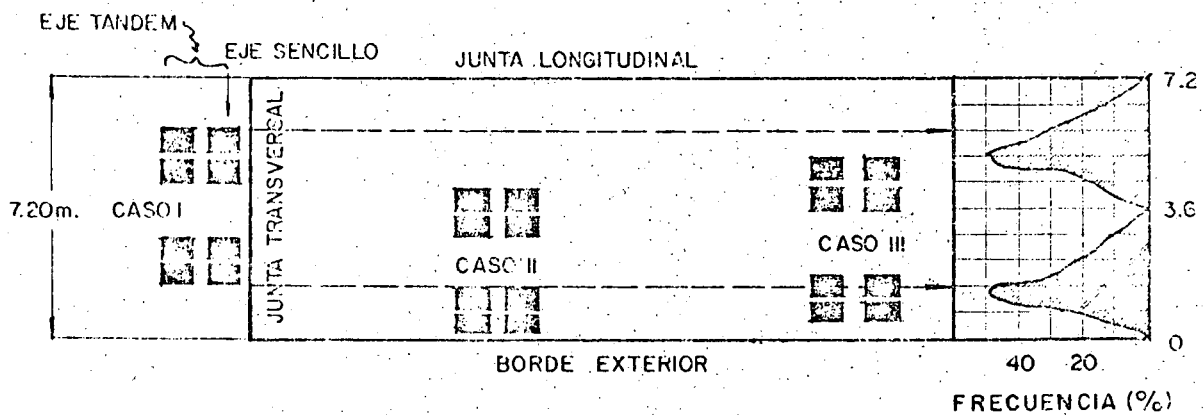 EJE TANDEM
EJE SENCILLO
JUNTA LONGITUDINAL
7.2
JUNTA TRANSVERSAL
7.20m.
CASO I
3.6
CASO II
CASO III
0
BORDE EXTERIOR
40 20
FRECUENCIA (%)